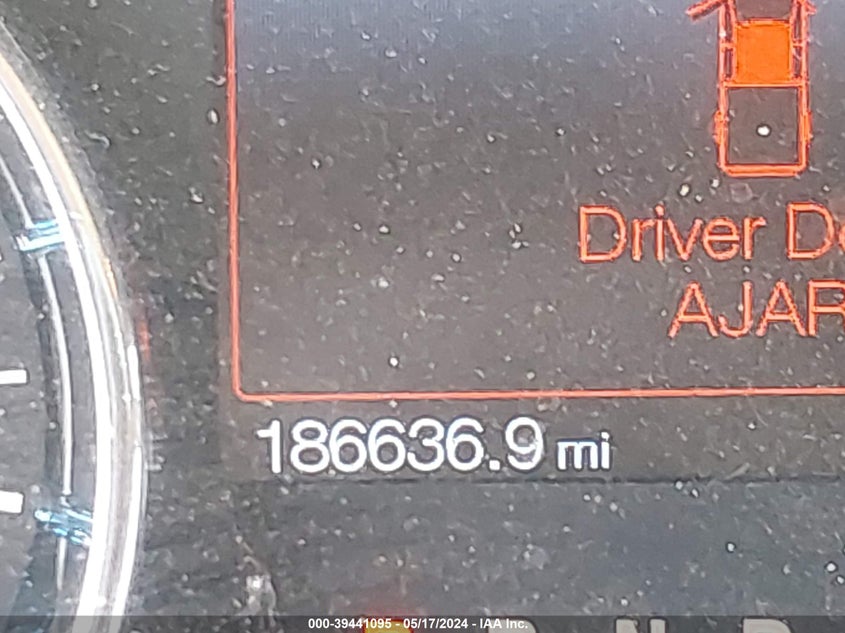 Driver
AJAR
186636.9 mi
000-39441095 - 05/17/2024 - IAA Inc.